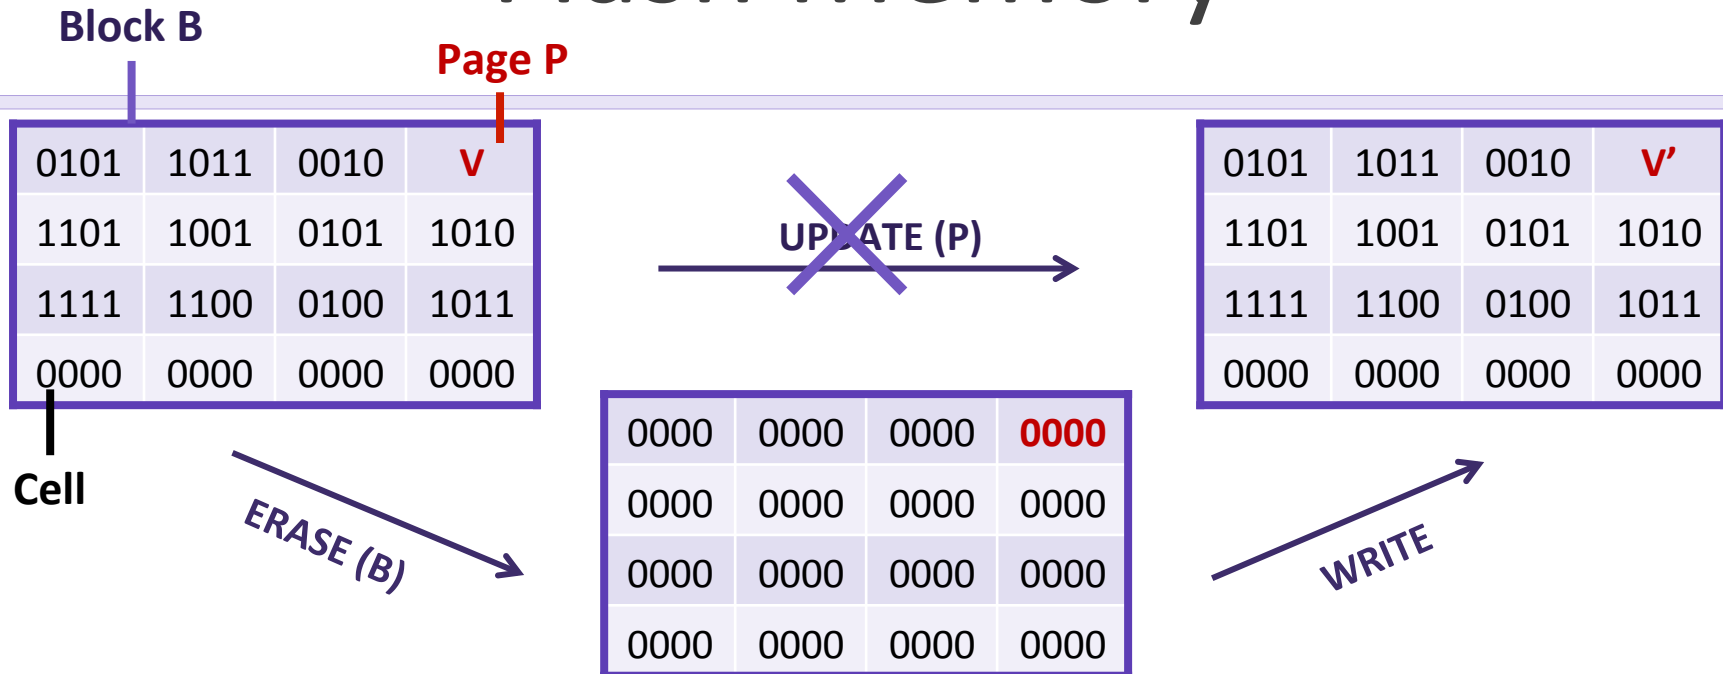 Flash Memory
Block B
Page P
0101 1011 0010 V
1101 1001 0101 1010
1111 1100 0100 1011
0000 0000 0000 0000
Cell
UPDATE (P)
0101 1011 0010 V’
1101 1001 0101 1010
1111 1100 0100 1011
0000 0000 0000 0000
ERASE (B)
0000 0000 0000 0000
0000 0000 0000 0000
0000 0000 0000 0000
0000 0000 0000 0000
WRITE